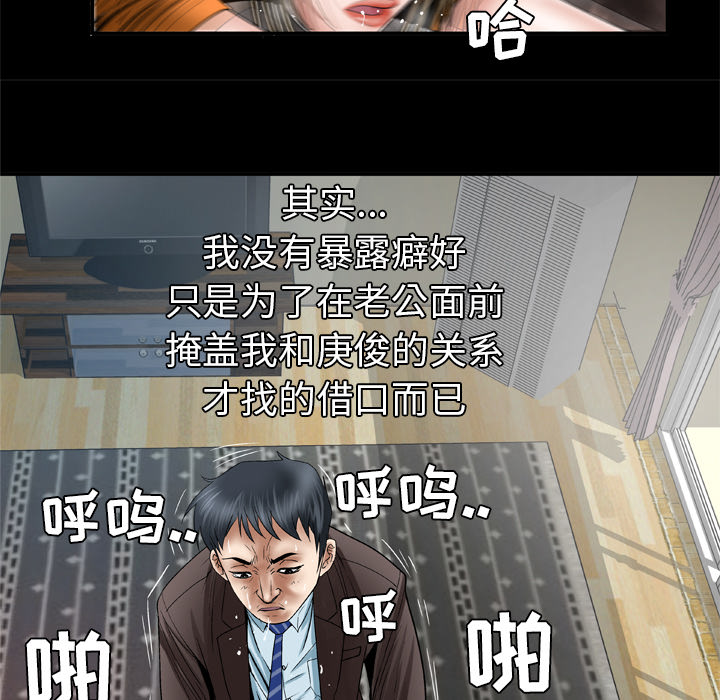 哈
SAMSUNG
其实...
我没有暴露癖好
只是为了在老公面前
掩盖我和庚俊的关系
才找的借口而已
呼呜..
呼呜..
呼
啪
啪